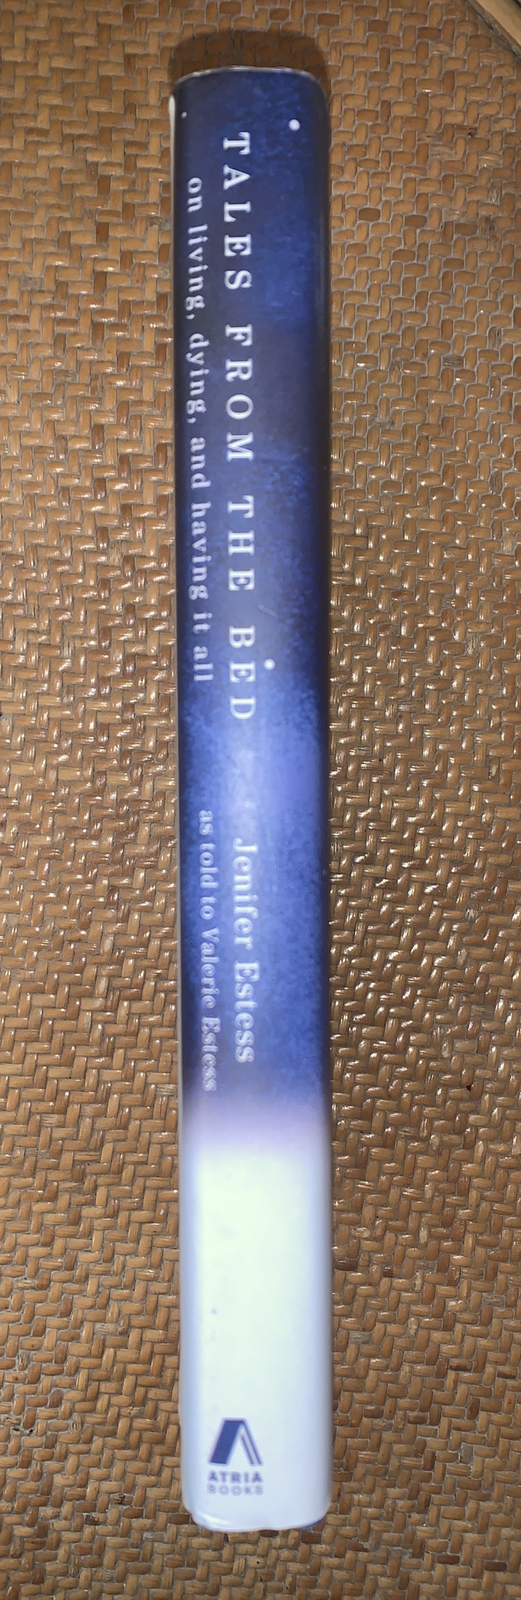 TALES FROM THE BED
on living, dying, and having it all
Jenifer Estess
as told to Valerie Estess
ATRIA
BOOKS